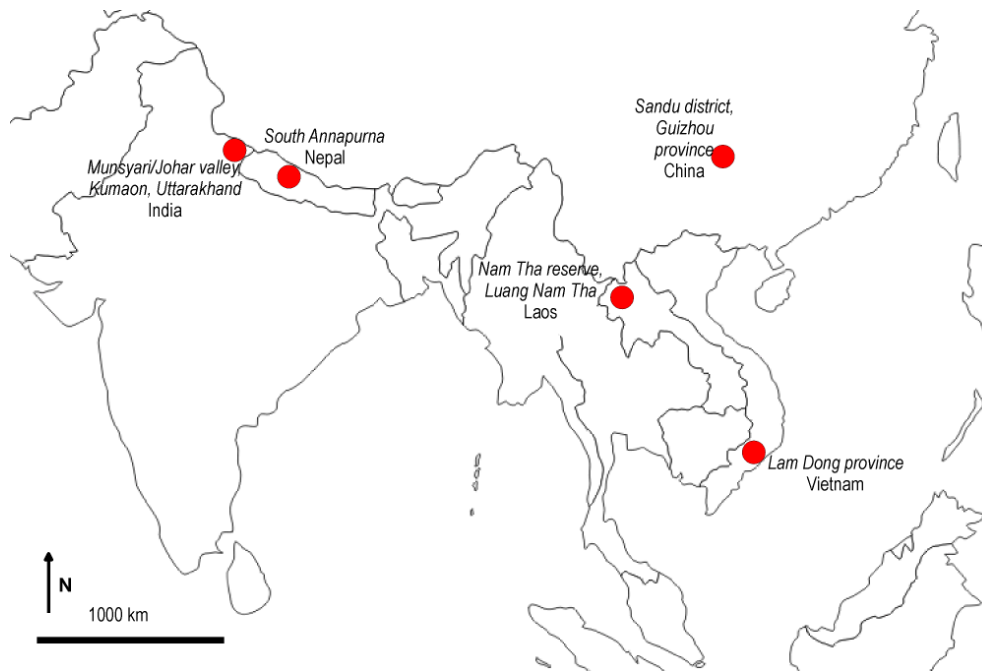 South Annapurna
Nepal
Munsyari/Johar valley,
Kumaon, Uttarakhand
India
Sandu district,
Guizhou
province
China
Nam Tha reserve,
Luang Nam Tha
Laos
Lam Dong province
Vietnam
N
1000 km